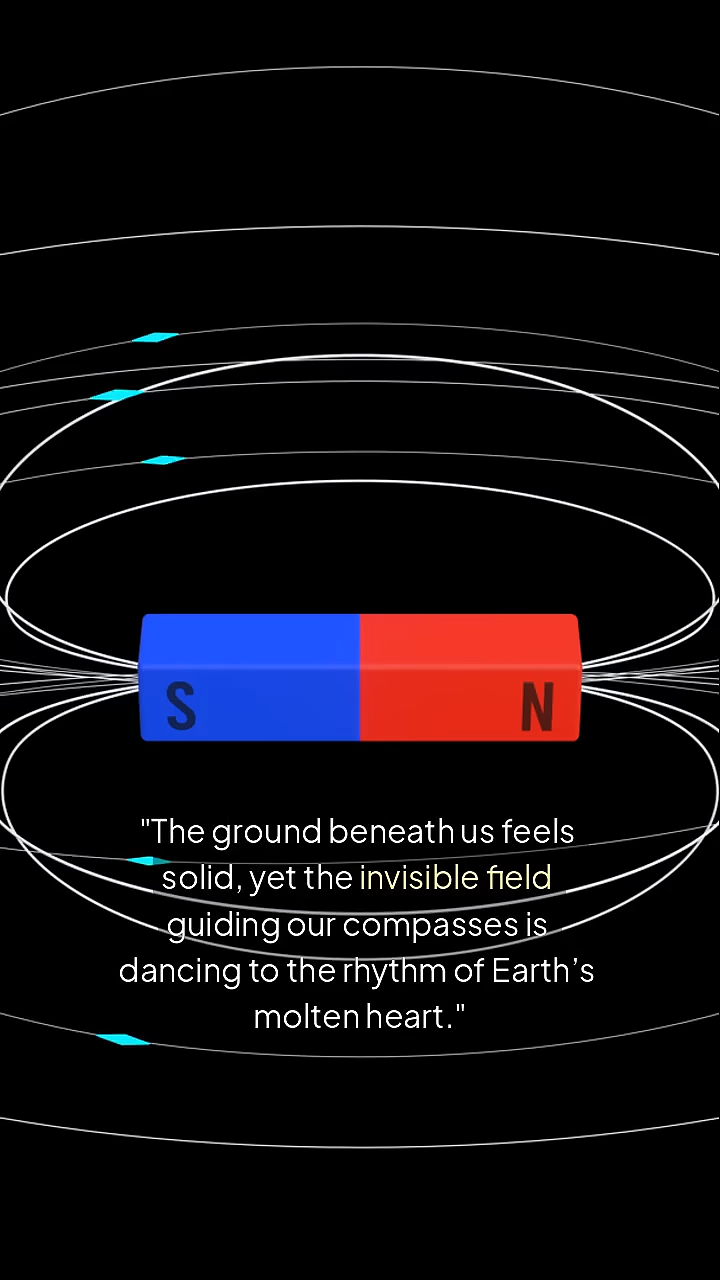 S
N
"The ground beneath us feels
solid, yet the invisible field
guiding our compasses is
dancing to the rhythm of Earth’s
molten heart."